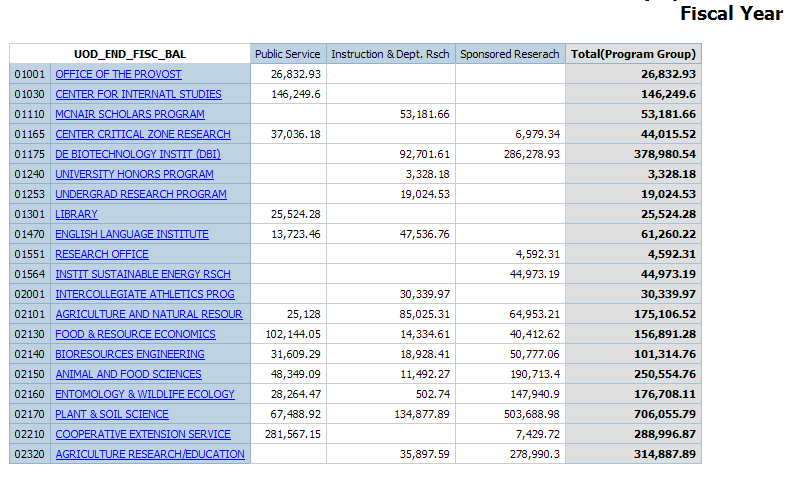 Fiscal Year
UOD_END_FISC_BAL Public Service Instruction & Dept. Rsch Sponsored Reserach Total(Program Group)
01001 OFFICE OF THE PROVOST 26,832.93 26,832.93
01030 CENTER FOR INTERNATL STUDIES 146,249.6 146,249.6
01110 MCNAIR SCHOLARS PROGRAM 53,181.66 53,181.66
01165 CENTER CRITICAL ZONE RESEARCH 37,036.18 6,979.34 44,015.52
01175 DE BIOTECHNOLOGY INSTIT (DBI) 92,701.61 286,278.93 378,980.54
01240 UNIVERSITY HONORS PROGRAM 3,328.18 3,328.18
01253 UNDERGRAD RESEARCH PROGRAM 19,024.53 19,024.53
01301 LIBRARY 25,524.28 25,524.28
01470 ENGLISH LANGUAGE INSTITUTE 13,723.46 47,536.76 61,260.22
01551 RESEARCH OFFICE 4,592.31 4,592.31
01564 INSTIT SUSTAINABLE ENERGY RSCH 44,973.19 44,973.19
02001 INTERCOLLEGIATE ATHLETICS PROG 30,339.97 30,339.97
02101 AGRICULTURE AND NATURAL RESOUR 25,128 85,025.31 64,953.21 175,106.52
02130 FOOD & RESOURCE ECONOMICS 102,144.05 14,334.61 40,412.62 156,891.28
02140 BIORESOURCES ENGINEERING 31,609.29 18,928.41 50,777.06 101,314.76
02150 ANIMAL AND FOOD SCIENCES 48,349.09 11,492.27 190,713.4 250,554.76
02160 ENTOMOLOGY & WILDLIFE ECOLOGY 28,264.47 502.74 147,940.9 176,708.11
02170 PLANT & SOIL SCIENCE 67,488.92 134,877.89 503,688.98 706,055.79
02210 COOPERATIVE EXTENSION SERVICE 281,567.15 7,429.72 288,996.87
02320 AGRICULTURE RESEARCH/EDUCATION 35,897.59 278,990.3 314,887.89